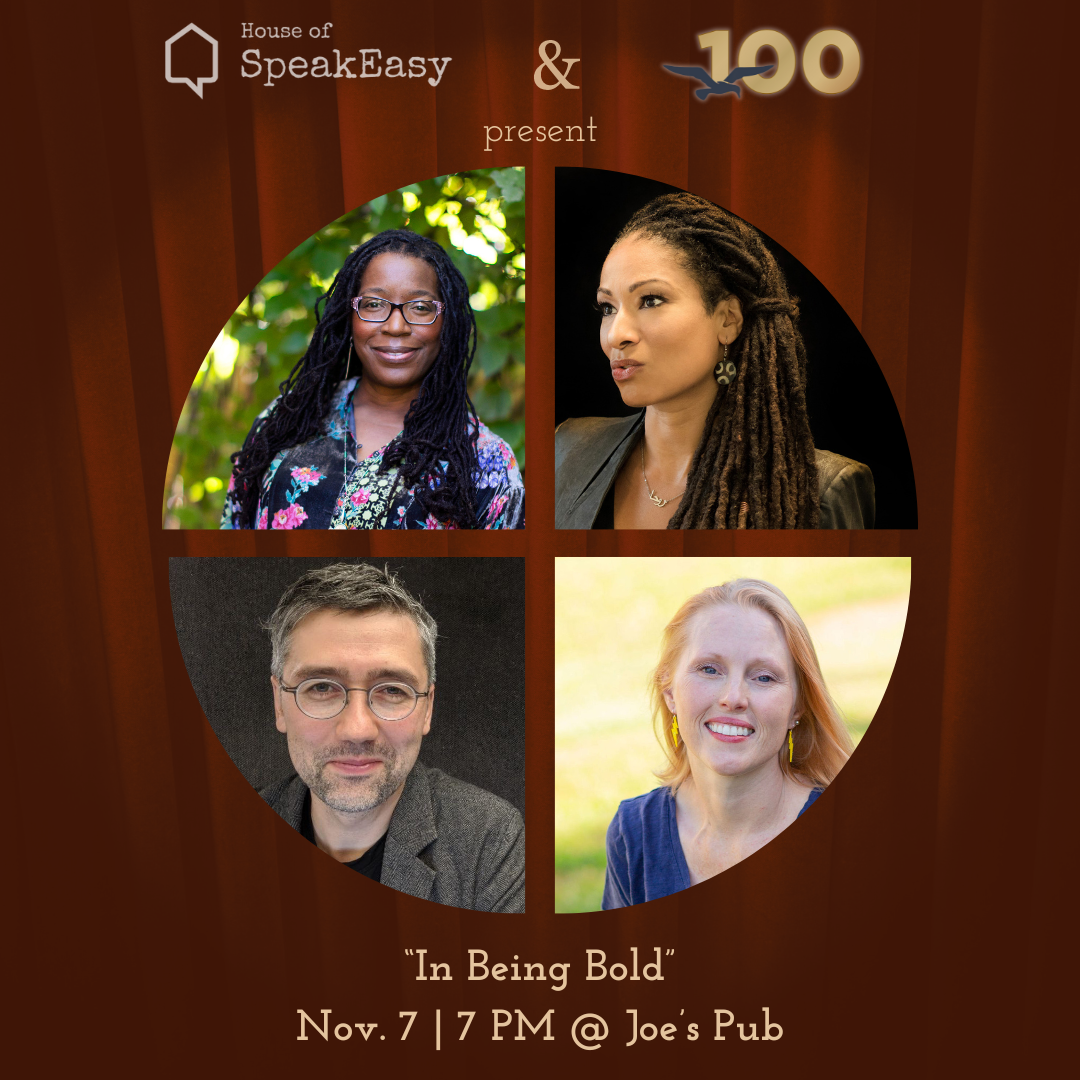 House of
SpeakEasy
&
100
present
“In Being Bold”
Nov. 7 | 7 PM @ Joe’s Pub